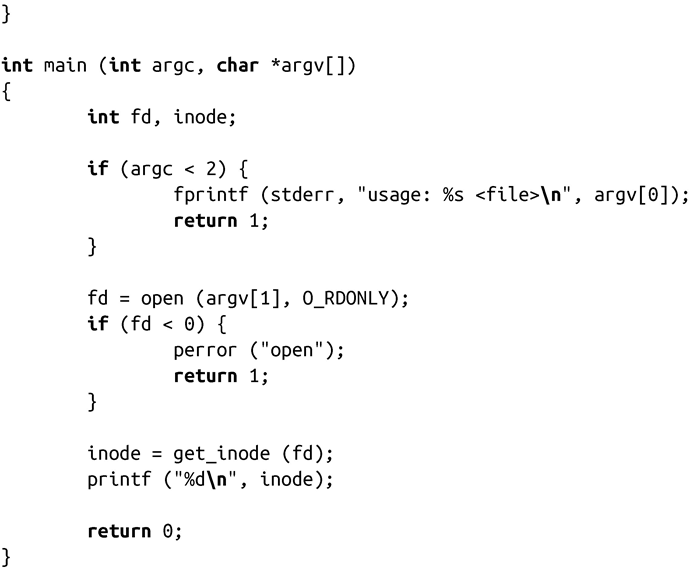 }

int main (int argc, char *argv[])
{
        int fd, inode;

        if (argc < 2) {
                fprintf (stderr, "usage: %s <file>\n", argv[0]);
                return 1;
        }

        fd = open (argv[1], O_RDONLY);
        if (fd < 0) {
                perror ("open");
                return 1;
        }

        inode = get_inode (fd);
        printf ("%d\n", inode);

        return 0;
}